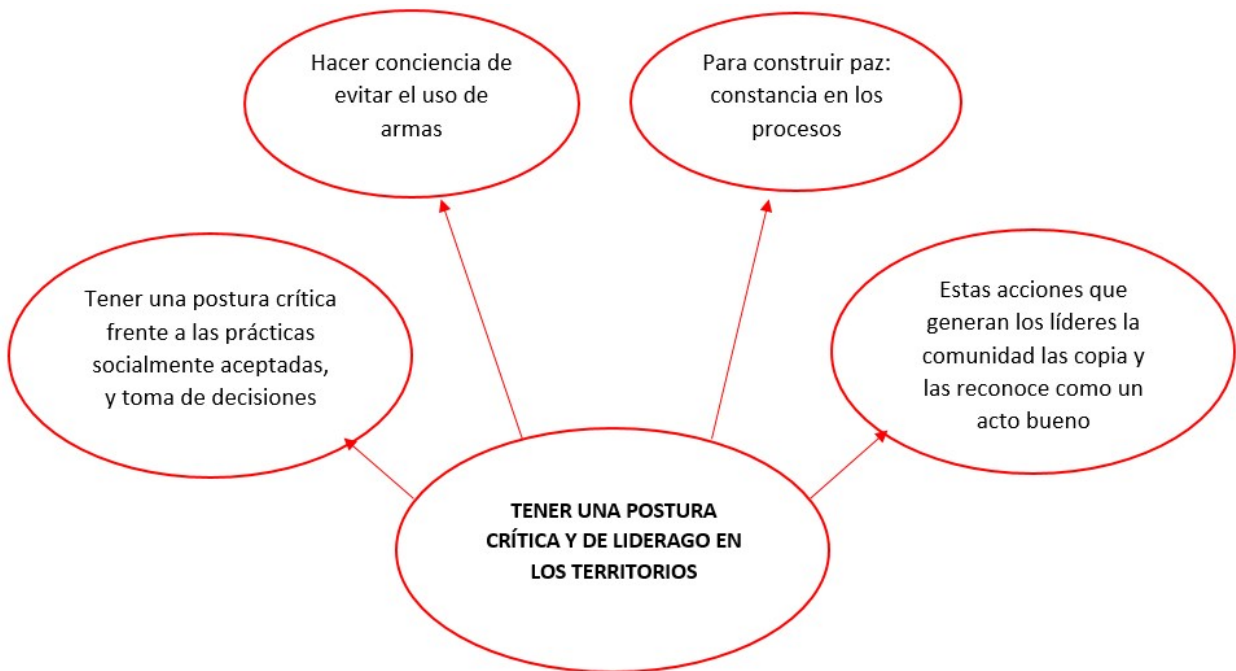 Hacer conciencia de
evitar el uso de
armas
Para construir paz:
constancia en los
procesos
Tener una postura crítica
frente a las prácticas
socialmente aceptadas,
y toma de decisiones
Estas acciones que
generan los líderes la
comunidad las copia y
las reconoce como un
acto bueno
TENER UNA POSTURA
CRÍTICA Y DE LIDERAGO EN
LOS TERRITORIOS